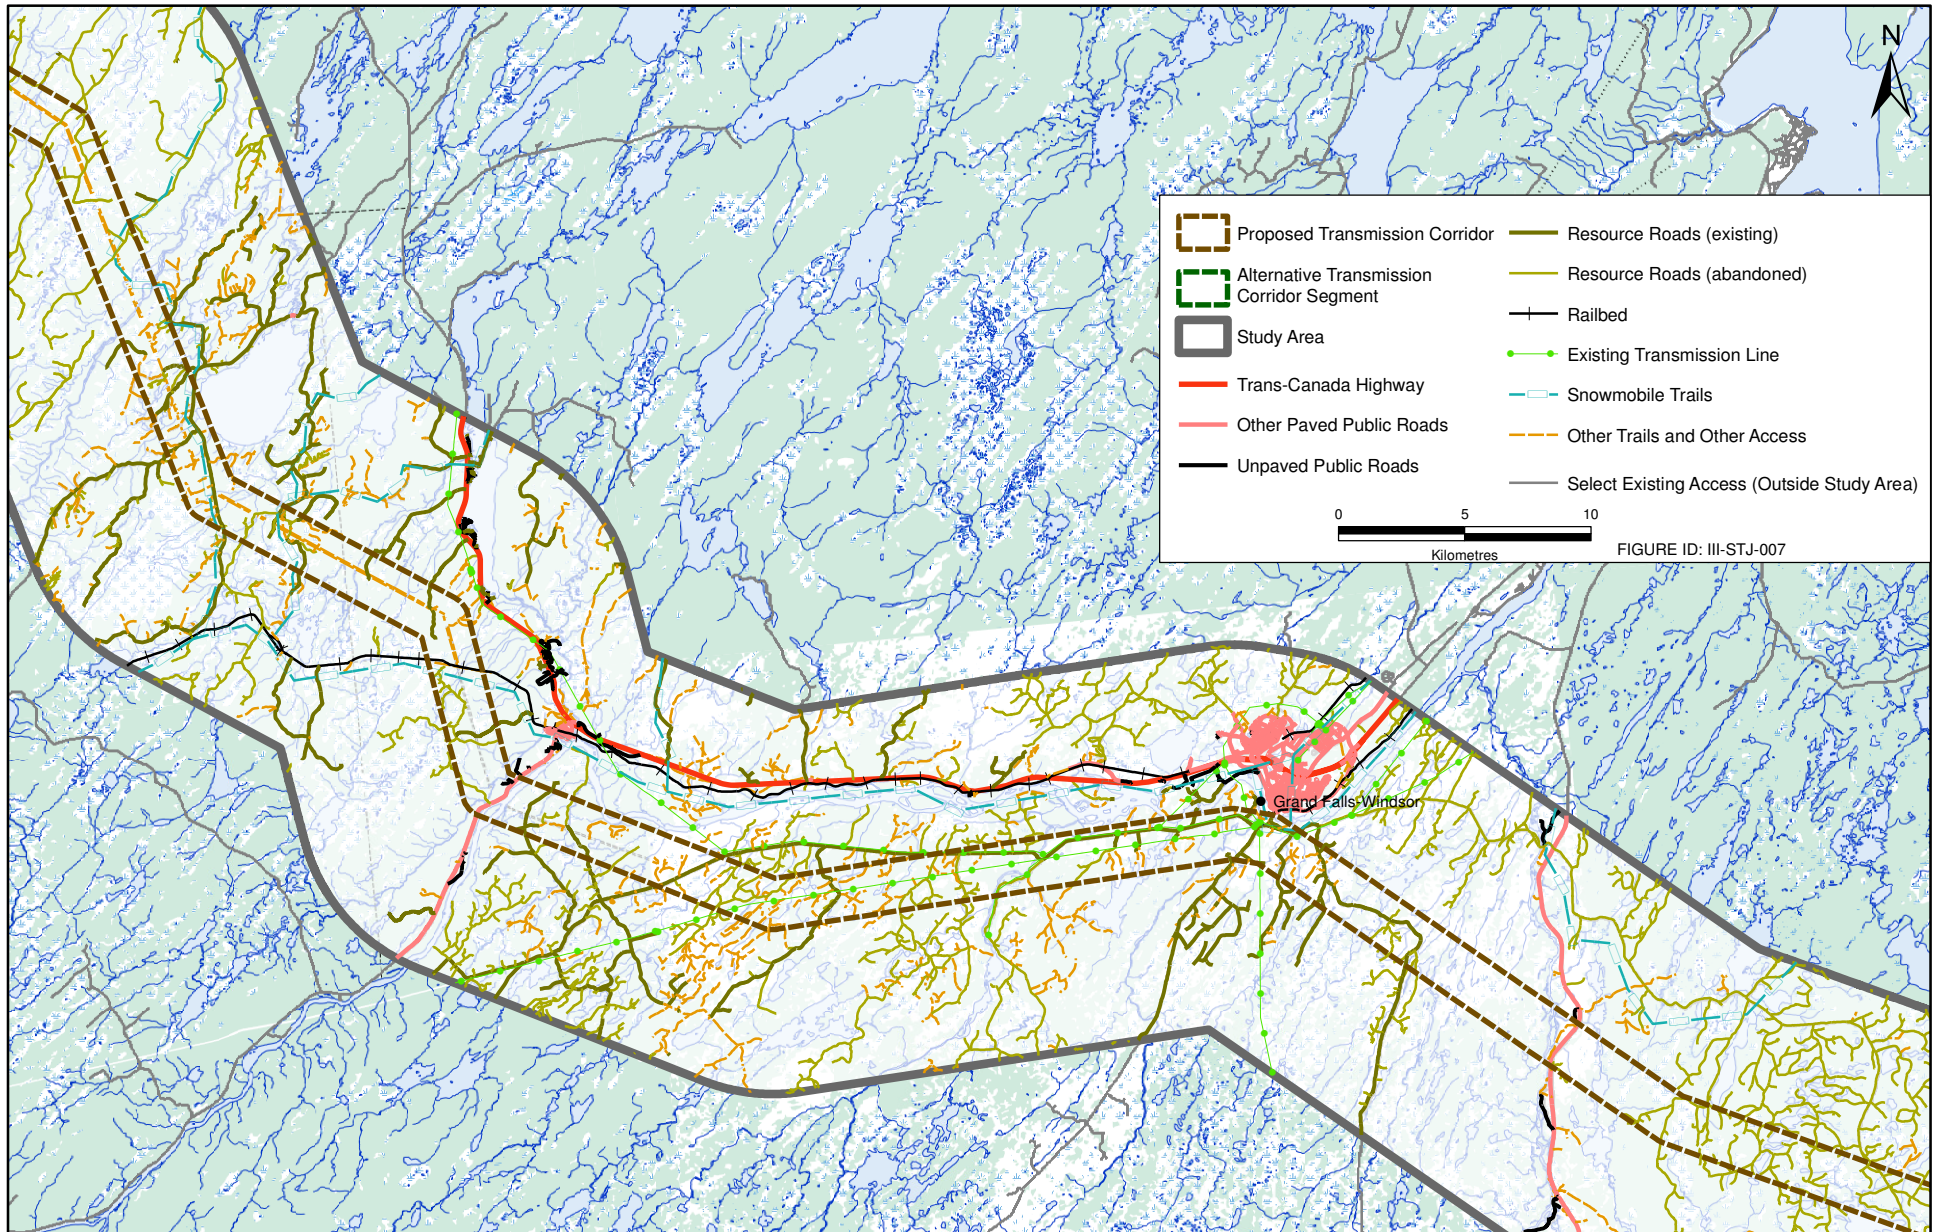 N
Proposed Transmission Corridor
Alternative Transmission
Corridor Segment
Study Area
Trans-Canada Highway
Other Paved Public Roads
Unpaved Public Roads
Resource Roads (existing)
Resource Roads (abandoned)
Railbed
Existing Transmission Line
Snowmobile Trails
Other Trails and Other Access
Select Existing Access (Outside Study Area)
0 5 10
Kilometres
FIGURE ID: III-STJ-007
Grand Falls-Windsor